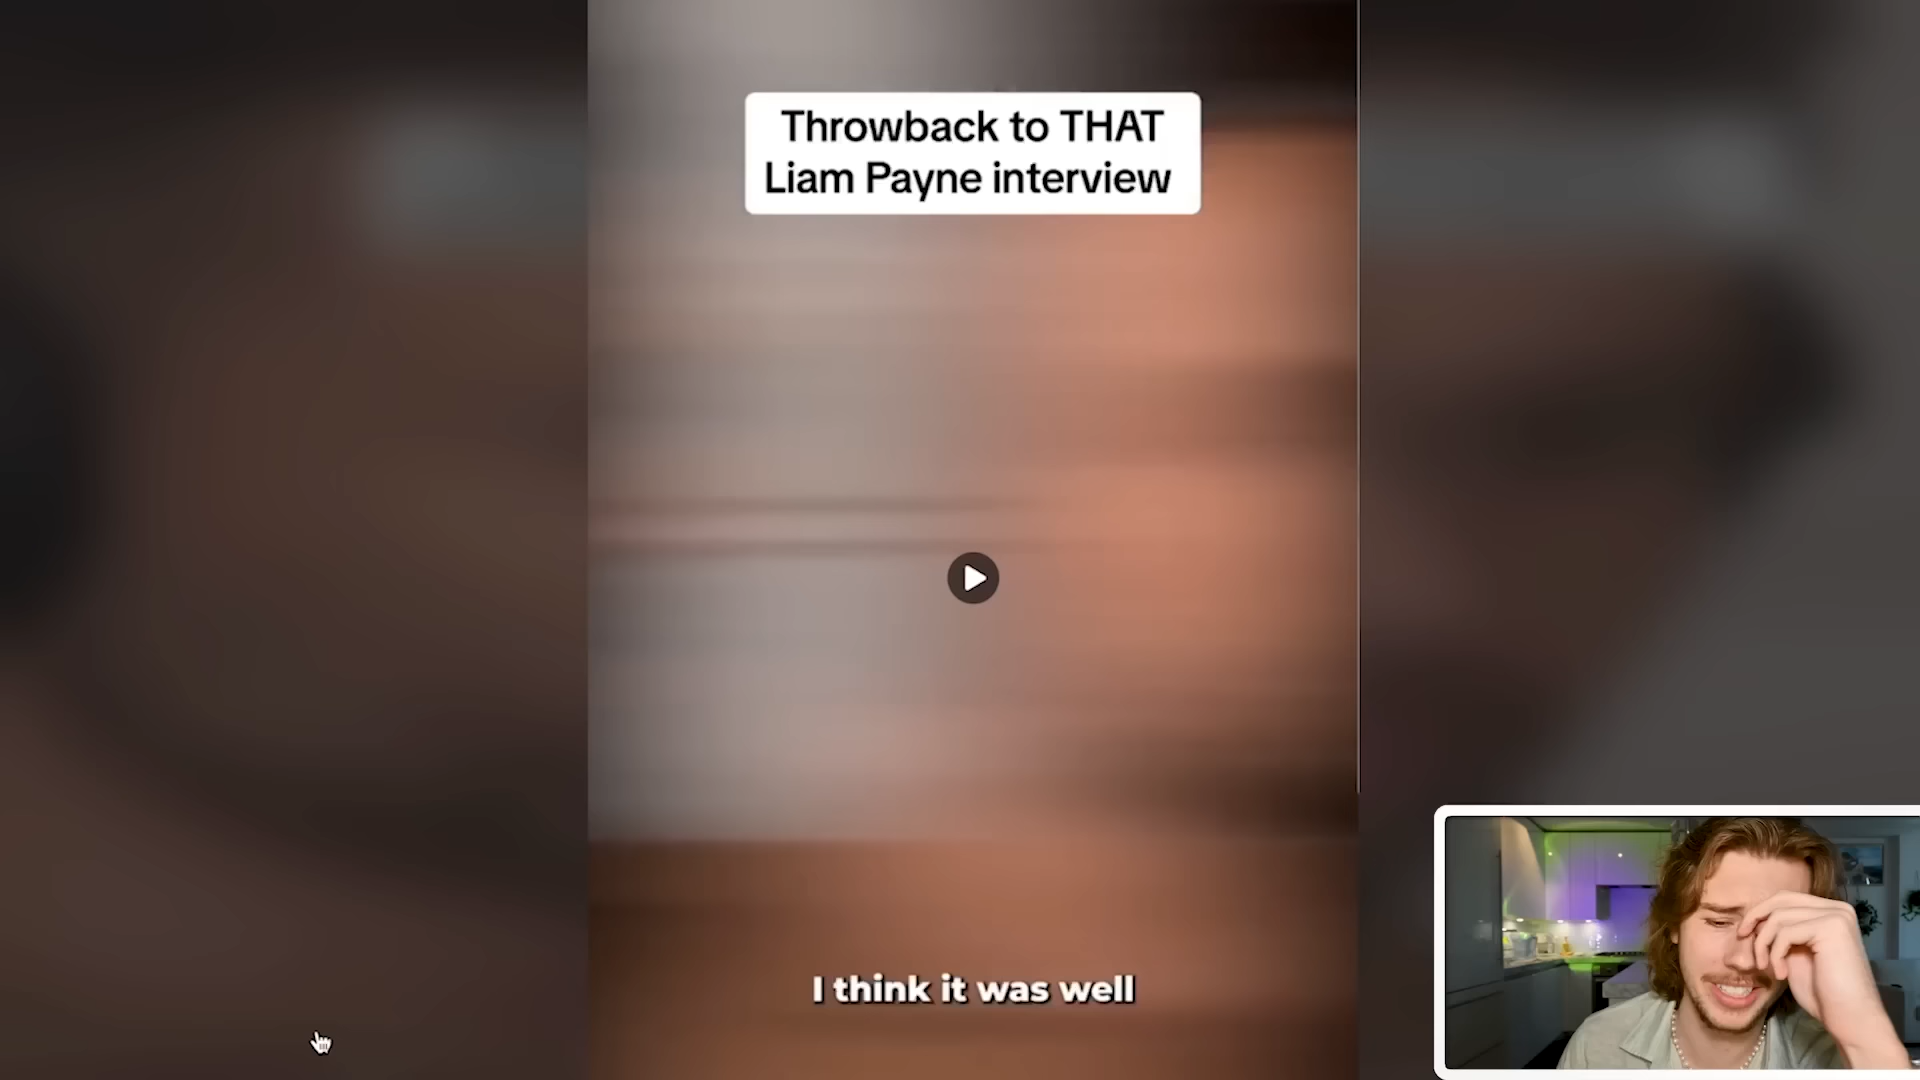 Throwback to THAT
Liam Payne interview
I think it was well